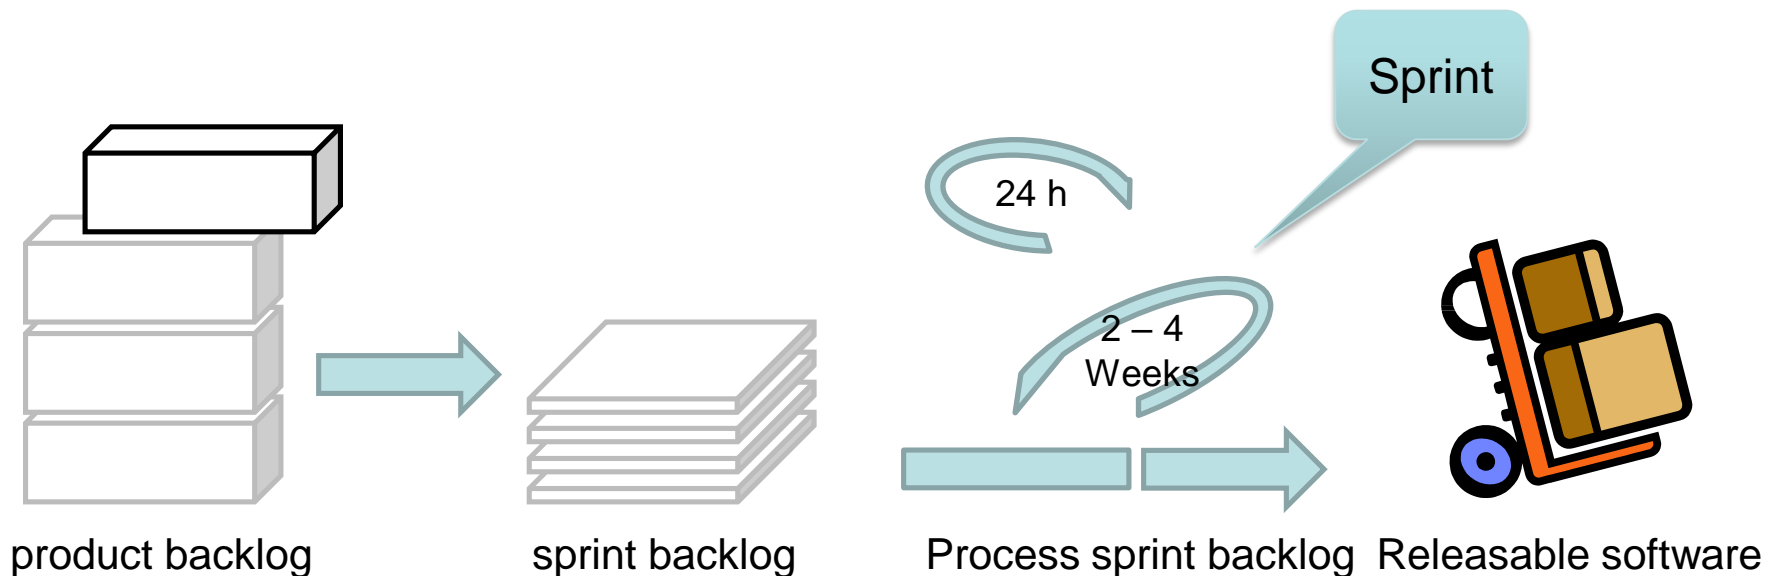 Sprint
24 h
2 – 4
Weeks
product backlog
sprint backlog
Process sprint backlog
Releasable software